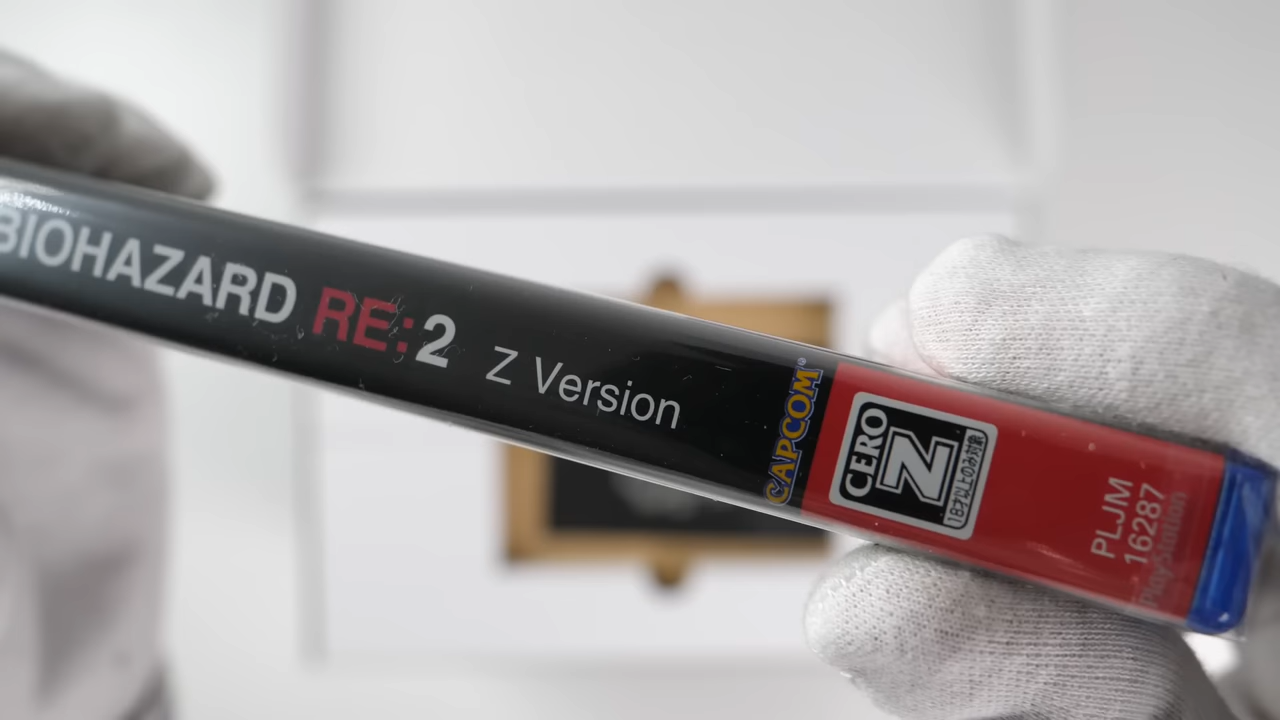 BIOHAZARD RE:2 Z Version
CAPCOM®
CERO
Z
18才以上のみ対象
PLJM
16287
PlayStation